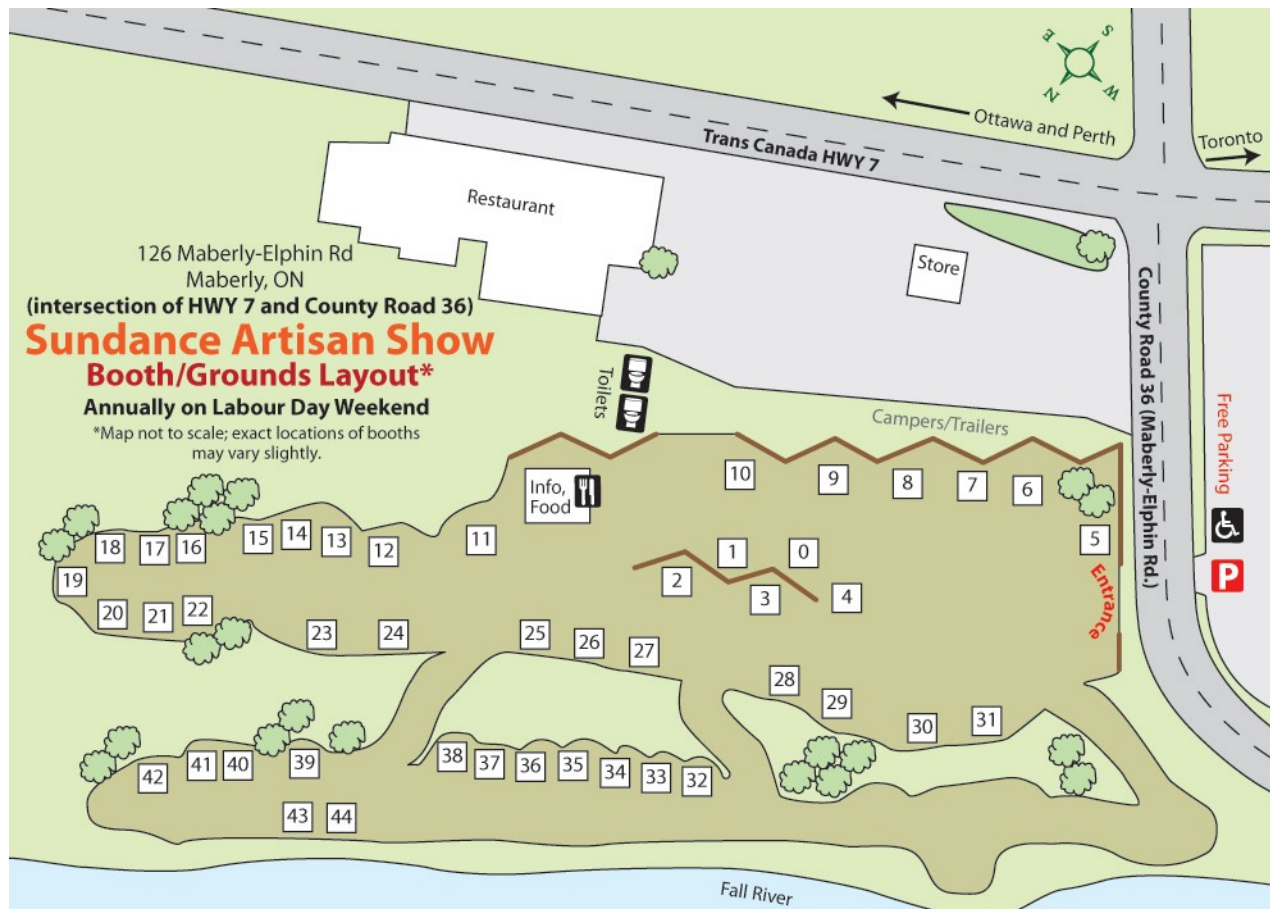 S
E
W
N
Ottawa and Perth
Toronto
Trans Canada HWY 7
Restaurant
Store
126 Maberly-Elphin Rd
Maberly, ON
(intersection of HWY 7 and County Road 36)
Sundance Artisan Show
Booth/Grounds Layout*
Annually on Labour Day Weekend
*Map not to scale; exact locations of booths
may vary slightly.
Toilets
Campers/Trailers
County Road 36 (Maberly-Elphin Rd.)
Free Parking
P
Entrance
Info,
Food
10
9
8
7
6
5
11
1
0
2
3
4
18
17
16
15
14
13
12
19
20
21
22
23
24
25
26
27
28
29
30
31
42
41
40
39
38
37
36
35
34
33
32
43
44
Fall River